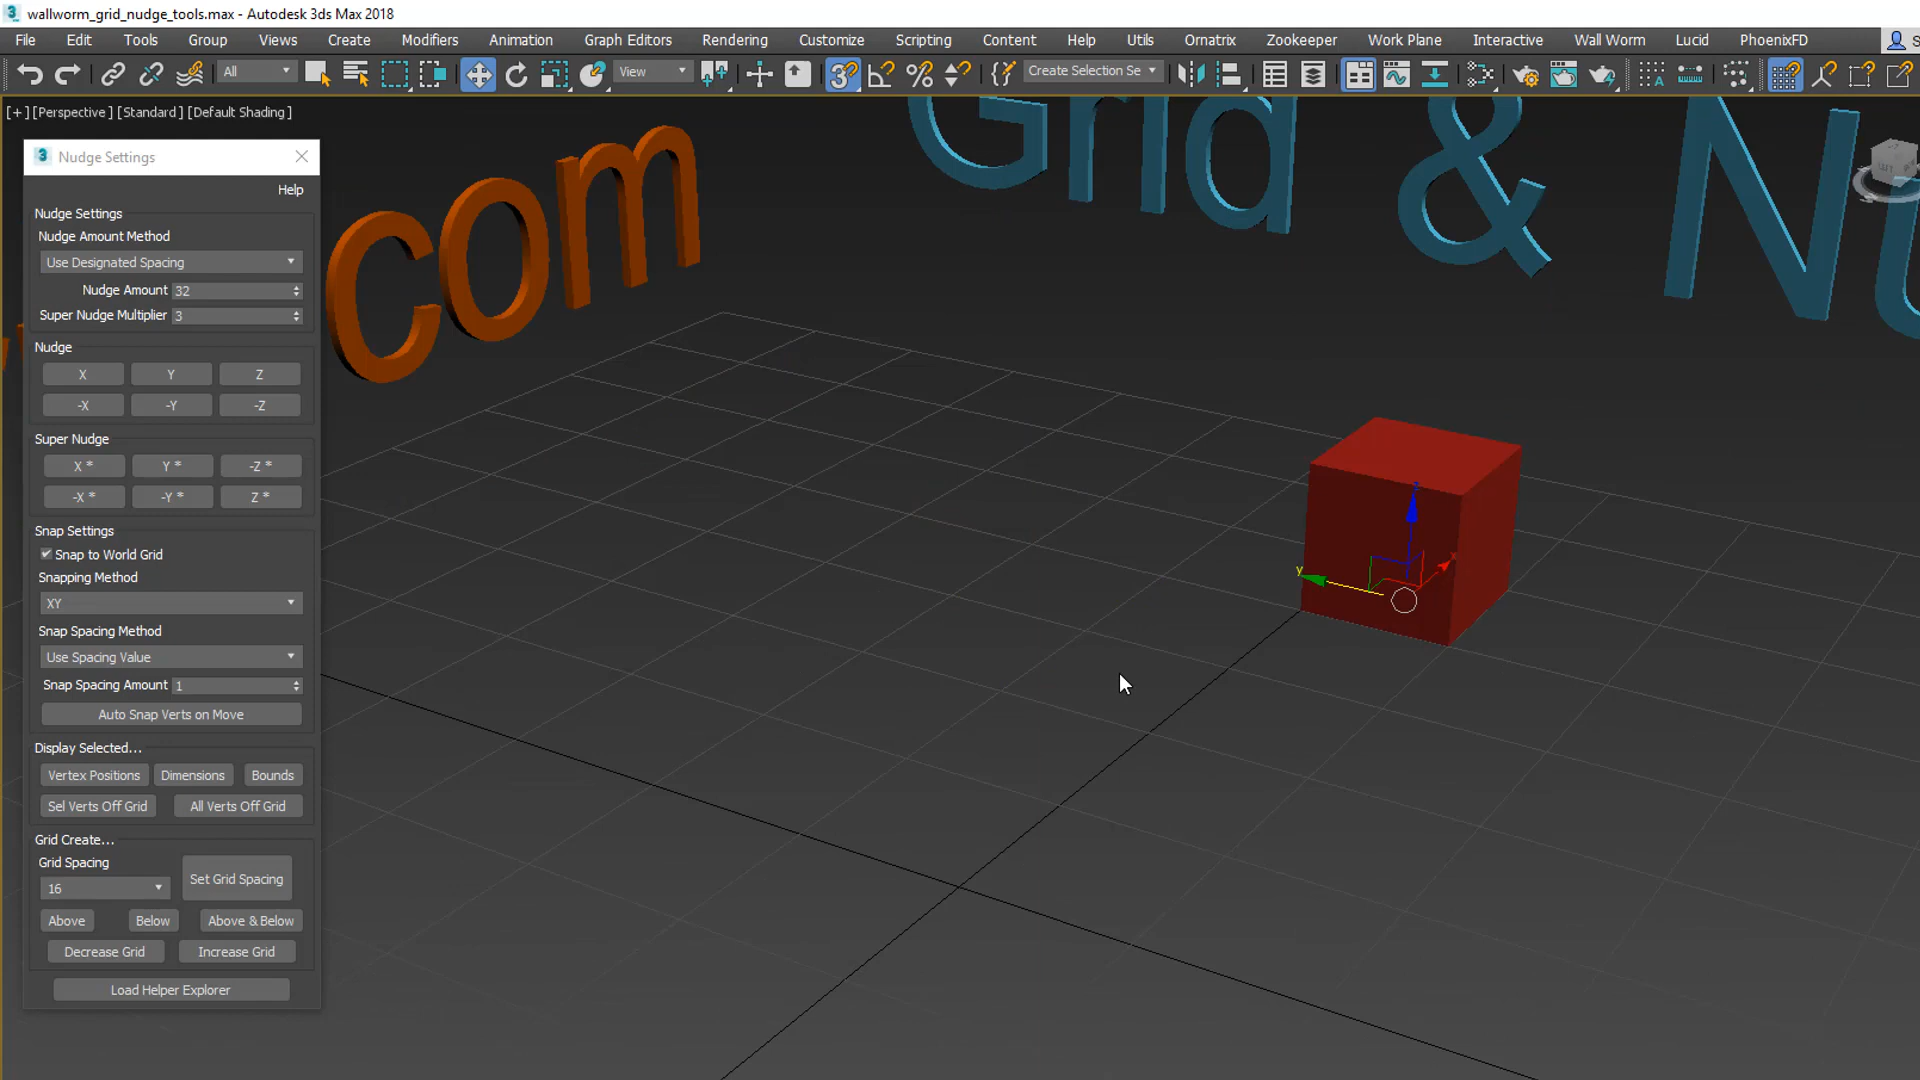 wallworm_grid_nudge_tools.max - Autodesk 3ds Max 2018
File Edit Tools Group Views Create Modifiers Animation Graph Editors Rendering Customize Scripting Content Help Utils Ornatrix Zookeeper Work Plane Interactive Wall Worm Lucid PhoenixFD S
All View Create Selection Se
[+] [Perspective] [Standard] [Default Shading]
com Grid & Nu
Nudge Settings
Help
Nudge Settings
Nudge Amount Method
Use Designated Spacing
Nudge Amount 32
Super Nudge Multiplier 3
Nudge
X Y Z
-X -Y -Z
Super Nudge
X * Y * -Z *
-X * -Y * Z *
Snap Settings
Snap to World Grid
Snapping Method
XY
Snap Spacing Method
Use Spacing Value
Snap Spacing Amount 1
Auto Snap Verts on Move
Display Selected...
Vertex Positions Dimensions Bounds
Sel Verts Off Grid All Verts Off Grid
Grid Create...
Grid Spacing
16 Set Grid Spacing
Above Below Above & Below
Decrease Grid Increase Grid
Load Helper Explorer
z
x
y